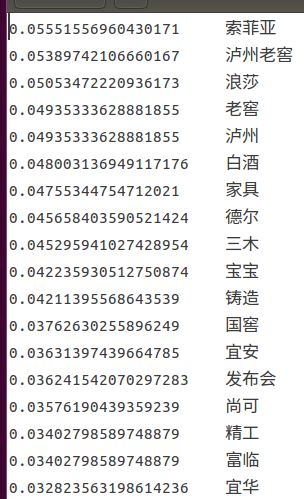 0.05551556960430171 索菲亚
0.05389742106660167 泸州老窖
0.05053472220936173 浪莎
0.04935333628881855 老窖
0.04935333628881855 泸州
0.048003136949117176 白酒
0.04755344754712021 家具
0.045658403590521424 德尔
0.045295941027428954 三木
0.042235930512750874 宝宝
0.04211395568643539 铸造
0.03762630255896249 国窖
0.03631397439664785 宜安
0.036241542070297283 发布会
0.03576190439359239 尚可
0.03402798589748879 精工
0.03402798589748879 富临
0.032823563198614236 宜华